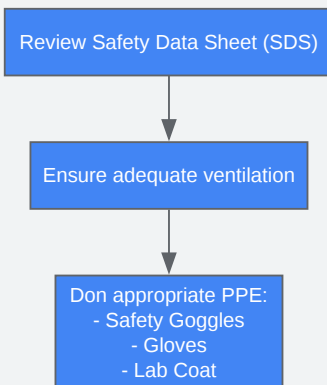 Review Safety Data Sheet (SDS)
Ensure adequate ventilation
Don appropriate PPE:
- Safety Goggles
- Gloves
- Lab Coat